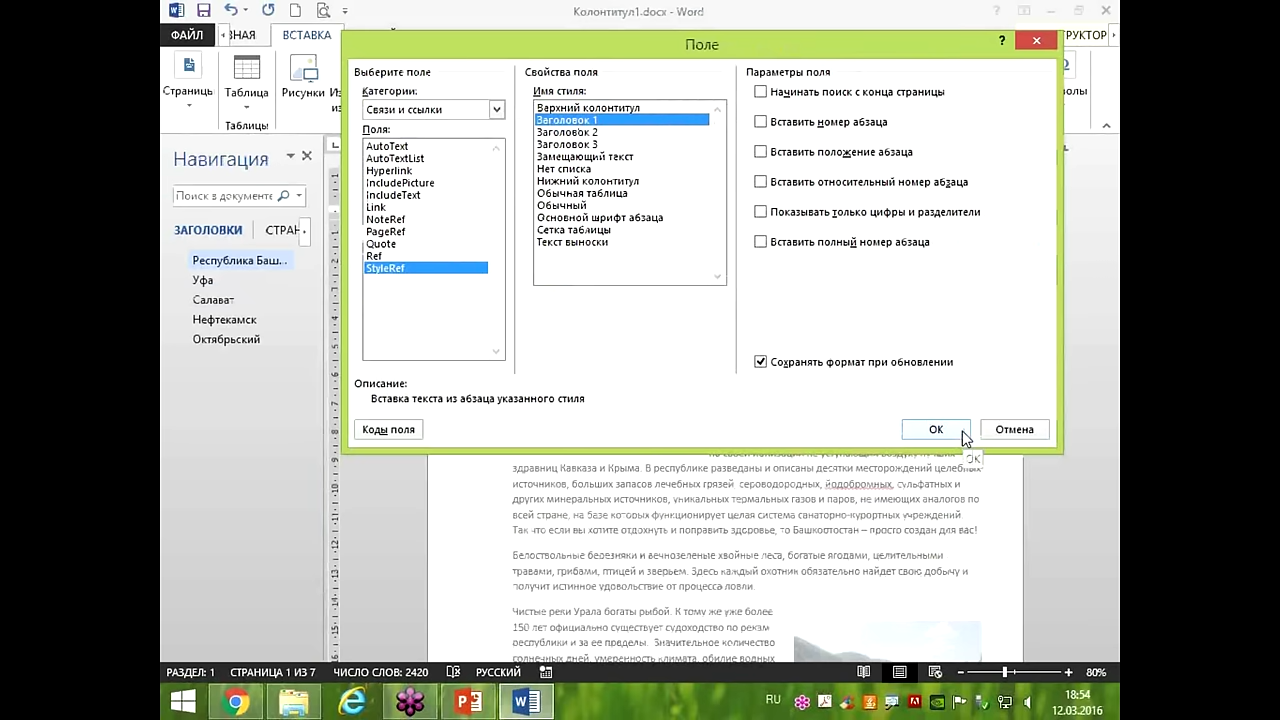 Колонтитул1.docx - Word
ФАЙЛ
ВНАЯ
ВСТАВКА
ТРУКТОР
Страницы
Таблица
Рисунки
Таблицы
Навигация
Поиск в документе
ЗАГОЛОВКИ
СТРАН
Республика Баш...
Уфа
Салават
Нефтекамск
Октябрьский
Поле
Выберите поле
Категории:
Связи и ссылки
Поля:
AutoText
AutoTextList
Hyperlink
IncludePicture
IncludeText
Link
NoteRef
PageRef
Quote
Ref
StyleRef
Свойства поля
Имя стиля:
Верхний колонтитул
Заголовок 1
Заголовок 2
Заголовок 3
Замещающий текст
Нет списка
Нижний колонтитул
Обычная таблица
Обычный
Основной шрифт абзаца
Сетка таблицы
Текст выноски
Параметры поля
Начинать поиск с конца страницы
Вставить номер абзаца
Вставить положение абзаца
Вставить относительный номер абзаца
Показывать только цифры и разделители
Вставить полный номер абзаца
Сохранять формат при обновлении
Описание:
Вставка текста из абзаца указанного стиля
Коды поля
ОК
Отмена
ОК
здравниц Кавказа и Крыма. В республике разведаны и описаны десятки месторождений целебных
источников, больших запасов лечебных грязей, сероводородных, йодобромных, сульфатных и
других минеральных источников, уникальных термальных газов и паров, не имеющих аналогов по
всей стране, на базе которых функционирует целая система санаторно-курортных учреждений.
Так что если вы хотите отдохнуть и поправить здоровье, то Башкортостан – просто создан для вас!
Белоствольные березняки и вечнозеленые хвойные леса, богатые ягодами, целительными
травами, грибами, птицей и зверьем. Здесь каждый охотник обязательно найдет свою добычу и
получит истинное удовольствие от процесса ловли.
Чистые реки Урала богаты рыбой. К тому же уже более
150 лет официально существует судоходство по рекам
республики и за ее пределы. Значительное количество
солнечных дней, умеренность климата, обилие водных
РАЗДЕЛ: 1
СТРАНИЦА 1 ИЗ 7
ЧИСЛО СЛОВ: 2420
РУССКИЙ
80%
RU
18:54
12.03.2016